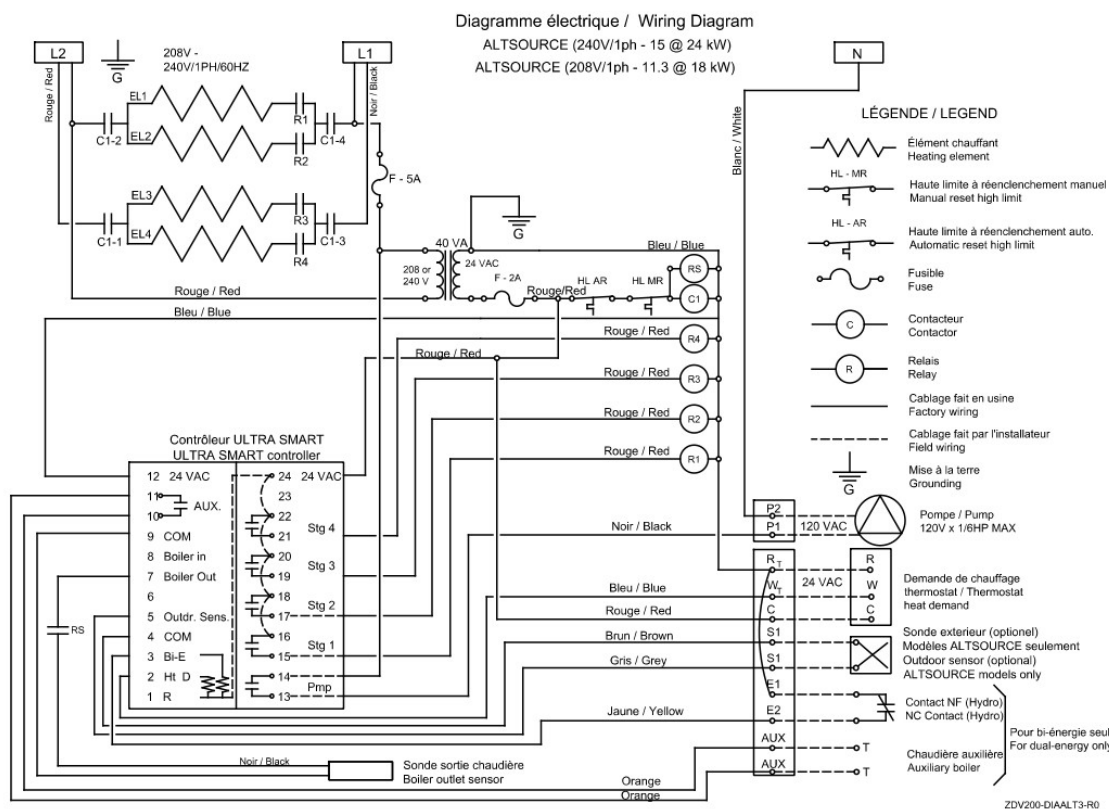 Diagramme électrique / Wiring Diagram
ALTSOURCE (240V/1ph - 15 @ 24 kW)
ALTSOURCE (208V/1ph - 11.3 @ 18 kW)
L2
G
208V -
240V/1PH/60HZ
L1
N
Rouge / Red
Noir / Black
Blanc / White
EL1
R1
C1-2
EL2
C1-4
R2
F - 5A
EL3
R3
C1-1
EL4
C1-3
R4
LÉGENDE / LEGEND
Élément chauffant
Heating element
HL - MR
Haute limite à réenclenchement manuel
Manual reset high limit
HL - AR
Haute limite à réenclenchement auto.
Automatic reset high limit
Fusible
Fuse
C
Contacteur
Contactor
R
Relais
Relay
Cablage fait en usine
Factory wiring
Cablage fait par l'installateur
Field wiring
G
Mise à la terre
Grounding
Pompe / Pump
120V x 1/6HP MAX
G
40 VA
Bleu / Blue
24 VAC
208 or
240 V
F - 2A
HL AR
HL MR
RS
Rouge/Red
C1
Rouge / Red
Bleu / Blue
Rouge / Red
R4
Rouge / Red
Rouge / Red
R3
Rouge / Red
R2
Rouge / Red
R1
Contrôleur ULTRA SMART
ULTRA SMART controller
12 24 VAC
24 24 VAC
11
23
AUX.
10
22
Stg 4
9 COM
21
8 Boiler in
20
Stg 3
7 Boiler Out
19
6
18
Stg 2
5 Outdr. Sens.
17
4 COM
16
Stg 1
3 Bi-E
15
2 Ht D
14
Pmp
1 R
13
RS
Noir / Black
P2
P1
120 VAC
RT
R
24 VAC
Bleu / Blue
WT
W
Rouge / Red
C
C
Demande de chauffage
thermostat / Thermostat
heat demand
Brun / Brown
S1
Gris / Grey
S1
Sonde exterieur (optionel)
Modèles ALTSOURCE seulement
Outdoor sensor (optional)
ALTSOURCE models only
E1
Jaune / Yellow
E2
Contact NF (Hydro)
NC Contact (Hydro)
Pour bi-énergie seul
For dual-energy only
AUX
T
AUX
T
Chaudière auxilière
Auxiliary boiler
Noir / Black
Sonde sortie chaudière
Boiler outlet sensor
Orange
Orange
ZDV200-DIAALT3-R0